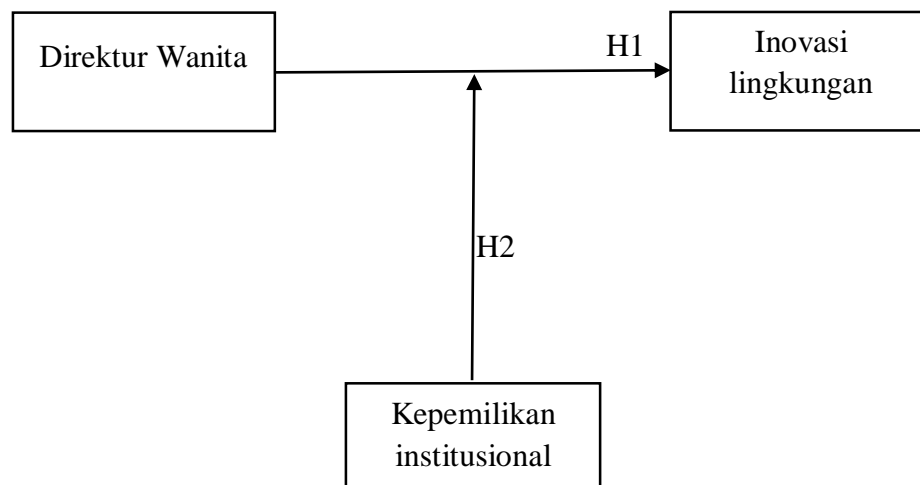 Direktur Wanita
H1
Inovasi
lingkungan
H2
Kepemilikan
institusional